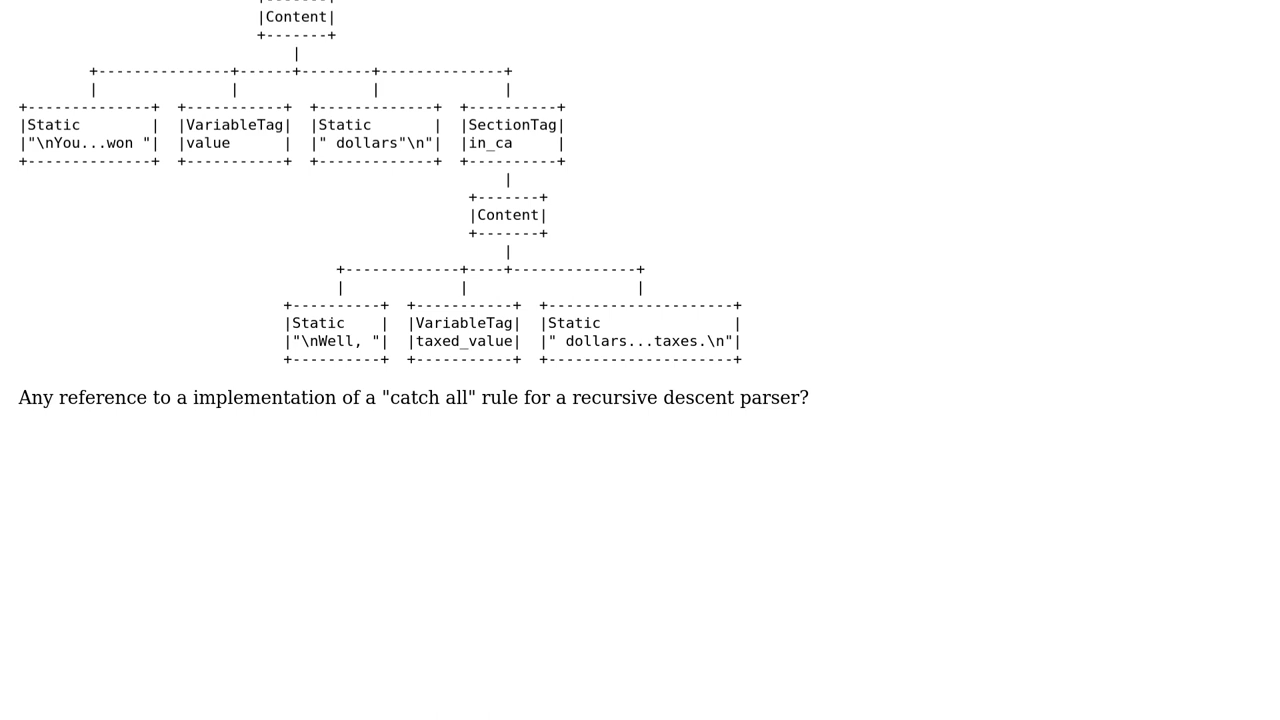 |Content|
+-------+
|
+---------------+------+--------+--------------+
| | | |
+--------------+ +-----------+ +-------------+ +----------+
|Static | |VariableTag| |Static | |SectionTag|
|"\nYou...won "| |value | |" dollars"\n"| |in_ca |
+--------------+ +-----------+ +-------------+ +----------+
|
+-------+
|Content|
+-------+
|
+-------------+----+--------------+
| | |
+----------+ +-----------+ +---------------------+
|Static | |VariableTag| |Static |
|"\nWell, "| |taxed_value| |" dollars...taxes.\n"|
+----------+ +-----------+ +---------------------+
Any reference to a implementation of a "catch all" rule for a recursive descent parser?